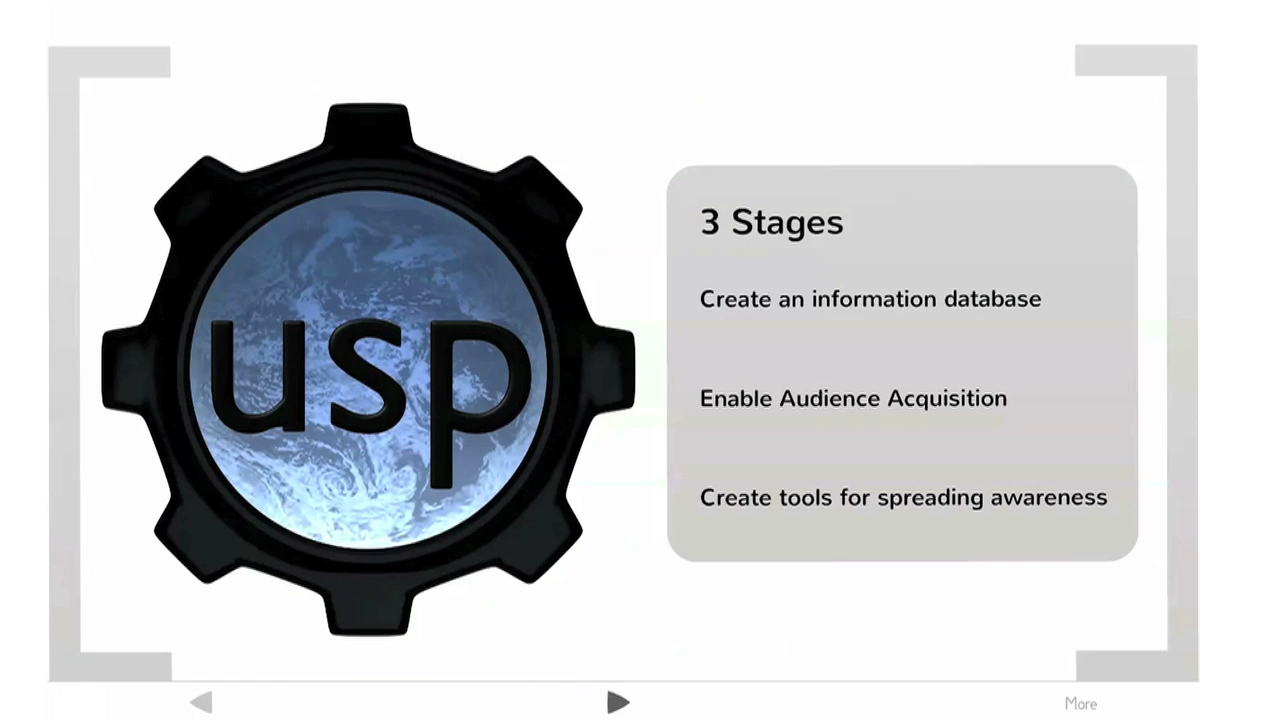 usp
3 Stages
Create an information database
Enable Audience Acquisition
Create tools for spreading awareness
More